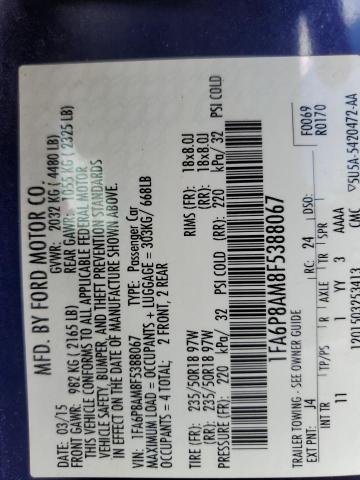 MFD. BY FORD MOTOR CO.
DATE: 03/15 GVWR: 2032 KG ( 4480 LB)
FRONT GAWR: 982 KG ( 2165 LB) REAR GAWR: 1055 KG ( 2325 LB)
THIS VEHICLE CONFORMS TO ALL APPLICABLE FEDERAL MOTOR
VEHICLE SAFETY, BUMPER, AND THEFT PREVENTION STANDARDS
IN EFFECT ON THE DATE OF MANUFACTURE SHOWN ABOVE.
VIN: 1FA6P8AM8F5388067 TYPE: Passenger Car
MAXIMUM LOAD = OCCUPANTS + LUGGAGE = 303KG/ 668LB
OCCUPANTS = 4 TOTAL; 2 FRONT, 2 REAR
TIRE (FR): 235/50R18 97W RIMS (FR): 18x8.0J
(RR): 235/50R18 97W (RR): 18x8.0J
PRESSURE (FR): 220 kPa/ 32 PSI COLD (RR): 220 kPa/ 32 PSI COLD
1FA6P8AM8F5388067
F0069
R0170
TRAILER TOWING - SEE OWNER GUIDE
EXT PNT: J4 RC: 24 DSO:
INT TR TP/PS R AXLE TR SPR
11 1 YY 3 AAAA
5U5A-5420472-AA